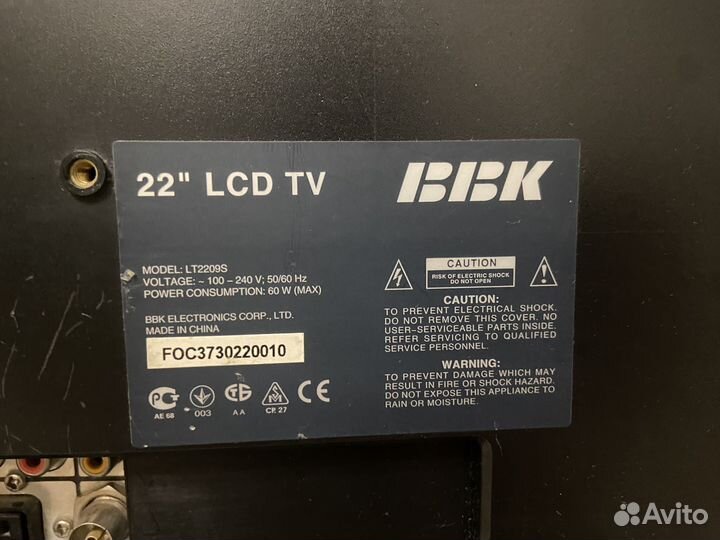 22" LCD TV
BBK
MODEL: LT2209S
VOLTAGE: ~ 100 – 240 V; 50/60 Hz
POWER CONSUMPTION: 60 W (MAX)
BBK ELECTRONICS CORP., LTD.
MADE IN CHINA
FOC3730220010
AE 68
003
A A
CP. 27
CE
CAUTION
RISK OF ELECTRIC SHOCK
DO NOT OPEN
CAUTION:
TO PREVENT ELECTRICAL SHOCK,
DO NOT REMOVE THIS COVER. NO
USER-SERVICEABLE PARTS INSIDE.
REFER SERVICING TO QUALIFIED
SERVICE PERSONNEL.
WARNING:
TO PREVENT DAMAGE WHICH MAY
RESULT IN FIRE OR SHOCK HAZARD.
DO NOT EXPOSE THIS APPLIANCE TO
RAIN OR MOISTURE.
Avito